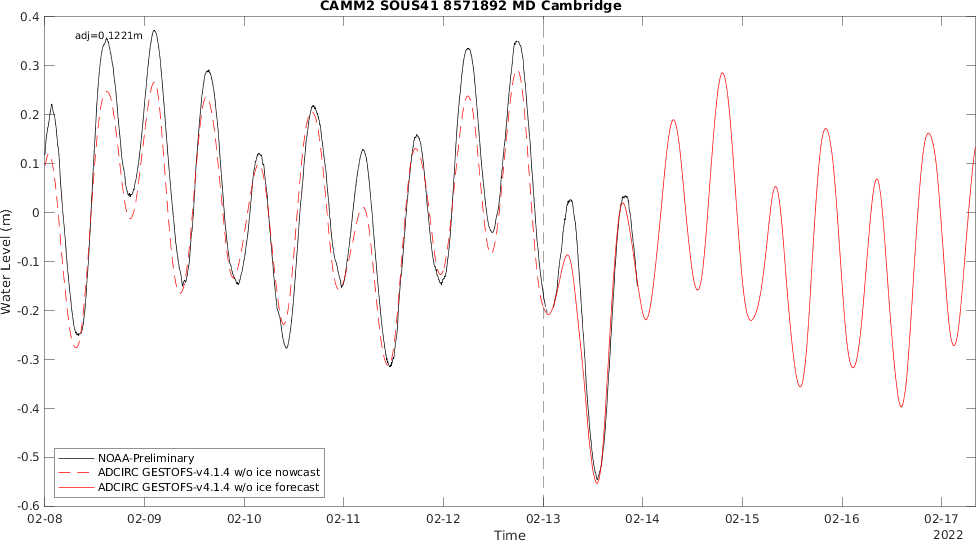 CAMM2 SOUS41 8571892 MD Cambridge
adj=0.1221m
0.4
0.3
0.2
0.1
0
-0.1
-0.2
-0.3
-0.4
-0.5
-0.6
Water Level (m)
NOAA-Preliminary
ADCIRC GESTOFS-v4.1.4 w/o ice nowcast
ADCIRC GESTOFS-v4.1.4 w/o ice forecast
02-08 02-09 02-10 02-11 02-12 02-13 02-14 02-15 02-16 02-17
Time
2022